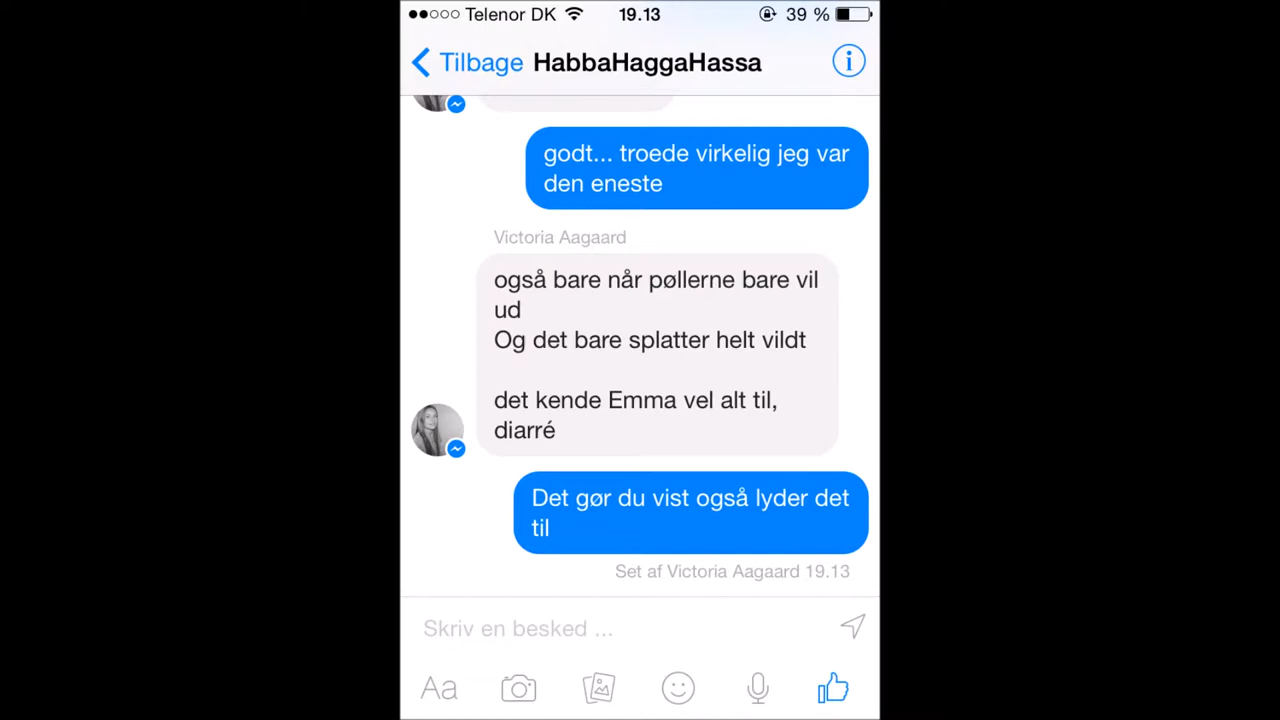 Telenor DK 19.13 39 %
Tilbage HabbaHaggaHassa
godt... troede virkelig jeg var
den eneste
Victoria Aagaard
også bare når pøllerne bare vil
ud
Og det bare splatter helt vildt
det kende Emma vel alt til,
diarré
Det gør du vist også lyder det
til
Set af Victoria Aagaard 19.13
Skriv en besked ...
Aa